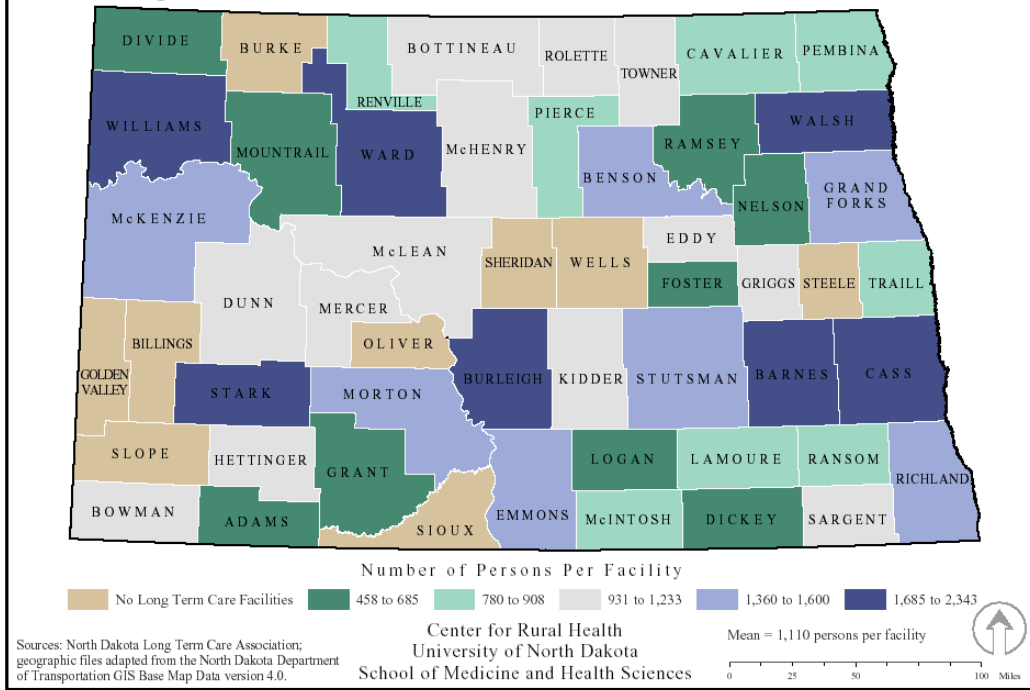 DIVIDE
BURKE
BOTTINEAU
ROLETTE
TOWNER
CAVALIER
PEMBINA
RENVILLE
PIERCE
WILLIAMS
MOUNTRAIL
WARD
McHENRY
BENSON
RAMSEY
WALSH
NELSON
GRAND
FORKS
McKENZIE
McLEAN
SHERIDAN
WELLS
EDDY
FOSTER
GRIGGS
STEELE
TRAILL
DUNN
MERCER
OLIVER
BILLINGS
GOLDEN
VALLEY
STARK
MORTON
BURLEIGH
KIDDER
STUTSMAN
BARNES
CASS
SLOPE
HETTINGER
GRANT
LOGAN
LAMOURE
RANSOM
RICHLAND
BOWMAN
ADAMS
SIOUX
EMMONS
McINTOSH
DICKEY
SARGENT
Number of Persons Per Facility
No Long Term Care Facilities
458 to 685
780 to 908
931 to 1,233
1,360 to 1,600
1,685 to 2,343
Sources: North Dakota Long Term Care Association;
geographic files adapted from the North Dakota Department
of Transportation GIS Base Map Data version 4.0.
Center for Rural Health
University of North Dakota
School of Medicine and Health Sciences
Mean = 1,110 persons per facility
0 25 50 100 Miles